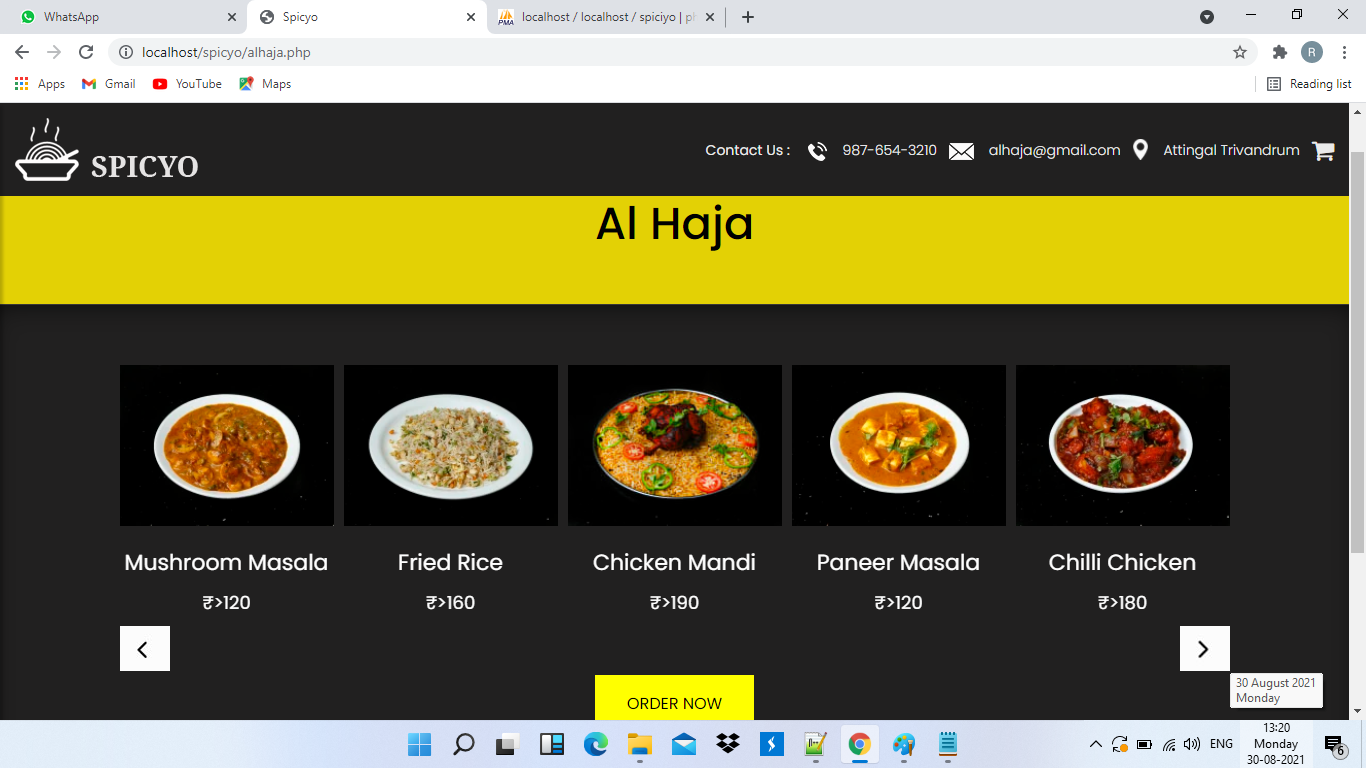 WhatsApp
Spicyo
localhost / localhost / spiciyo | ph
localhost/spicyo/alhaja.php
R
Apps
Gmail
YouTube
Maps
Reading list
SPICYO
Contact Us :
987-654-3210
alhaja@gmail.com
Attingal Trivandrum
Al Haja
Mushroom Masala
Fried Rice
Chicken Mandi
Paneer Masala
Chilli Chicken
₹>120
₹>160
₹>190
₹>120
₹>180
ORDER NOW
30 August 2021
Monday
ENG
13:20
Monday
30-08-2021
6
PMA